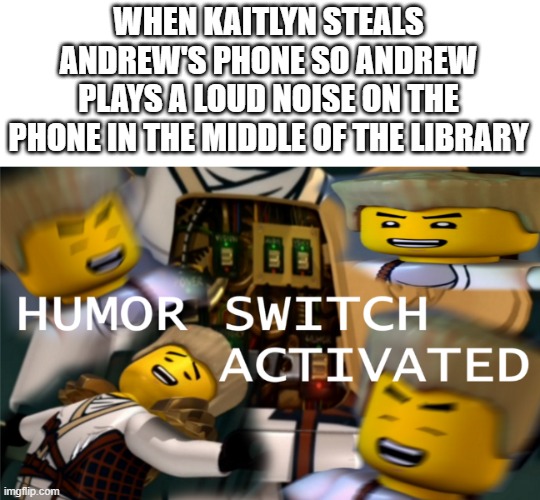 WHEN KAITLYN STEALS
ANDREW'S PHONE SO ANDREW
PLAYS A LOUD NOISE ON THE
PHONE IN THE MIDDLE OF THE LIBRARY
HUMOR SWITCH
ACTIVATED
imgflip.com